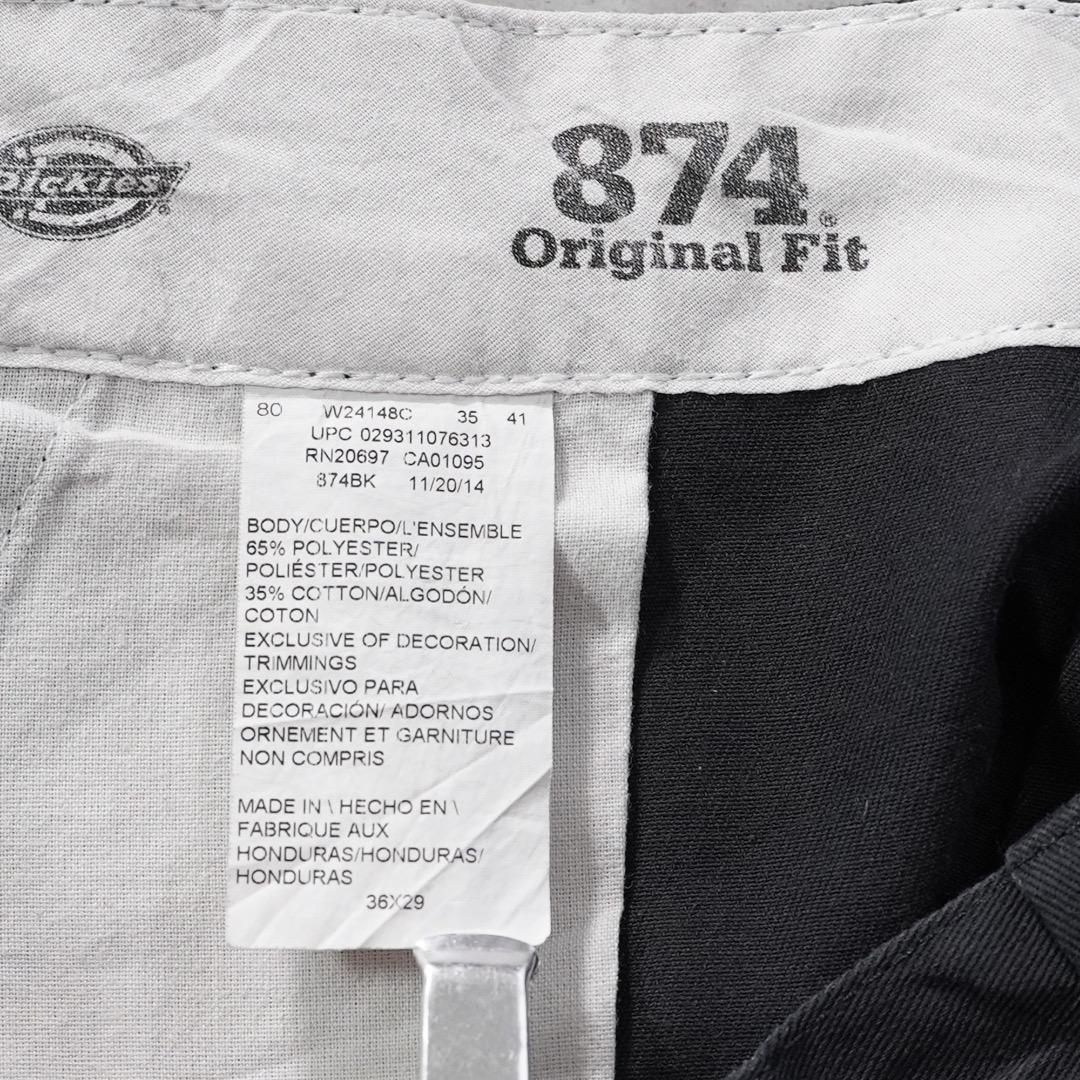 Dickies®
874®
Original Fit
80 W24148C 35 41
UPC 029311076313
RN20697 CA01095
874BK 11/20/14
BODY/CUERPO/L'ENSEMBLE
65% POLYESTER/
POLIÉSTER/POLYESTER
35% COTTON/ALGODÓN/
COTON
EXCLUSIVE OF DECORATION/
TRIMMINGS
EXCLUSIVO PARA
DECORACIÓN/ ADORNOS
ORNEMENT ET GARNITURE
NON COMPRIS
MADE IN \ HECHO EN \
FABRIQUE AUX
HONDURAS/HONDURAS/
HONDURAS
36X29